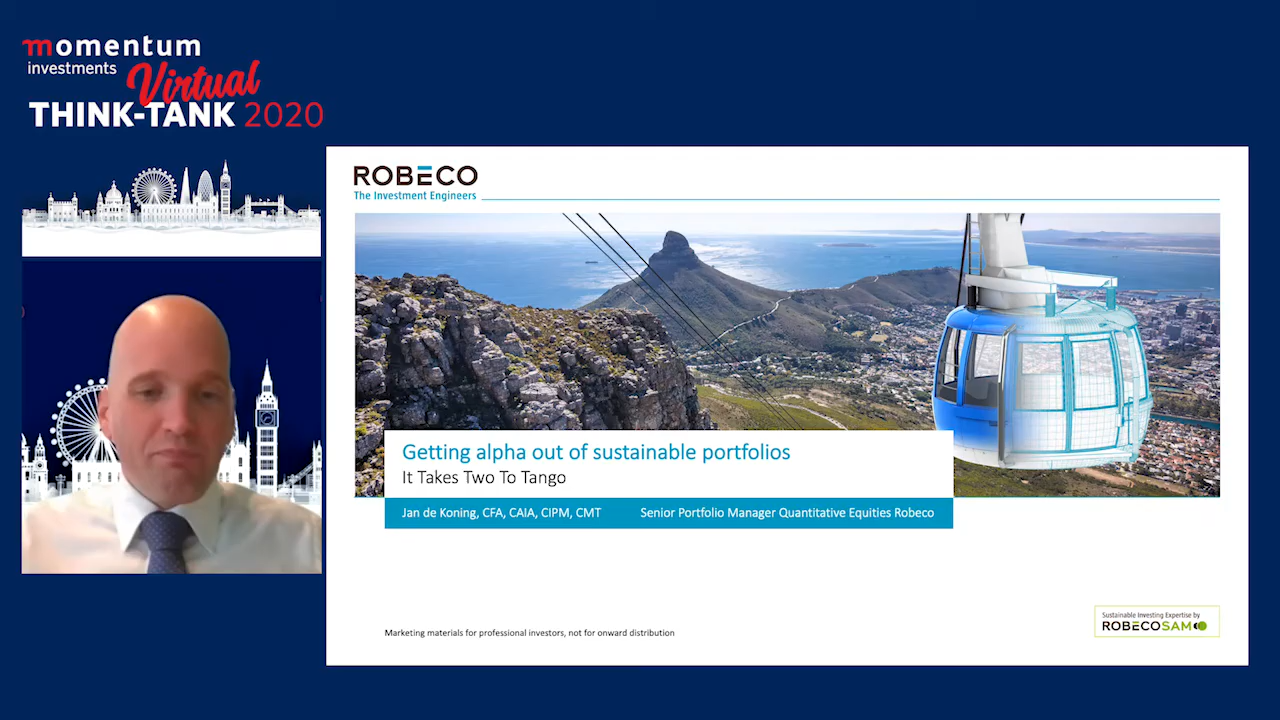 momentum
investments
Virtual
THINK-TANK 2020
ROBECO
The Investment Engineers
Getting alpha out of sustainable portfolios
It Takes Two To Tango
Jan de Koning, CFA, CAIA, CIPM, CMT Senior Portfolio Manager Quantitative Equities Robeco
Marketing materials for professional investors, not for onward distribution
Sustainable Investing Expertise by
ROBECOSAM